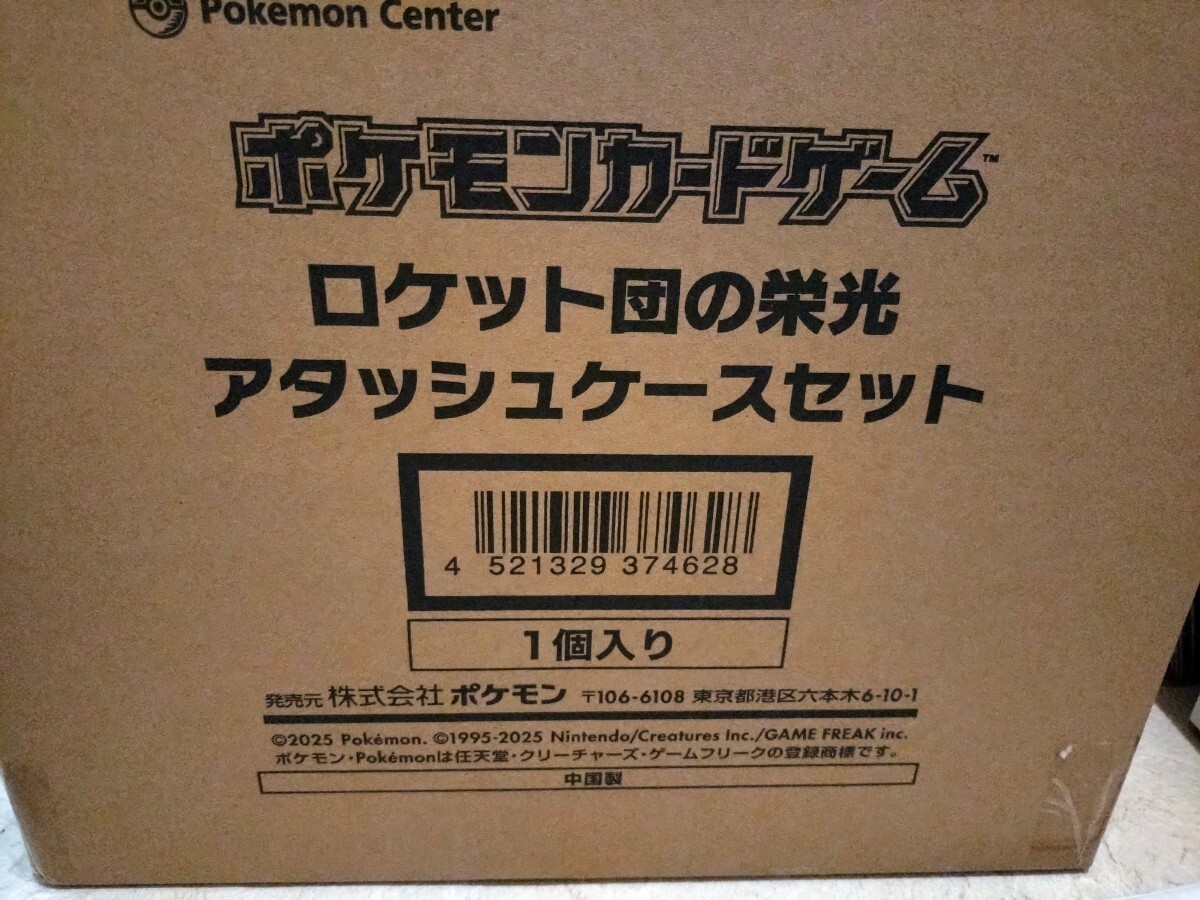 Pokémon Center
ポケモンカードゲーム™
ロケット団の栄光
アタッシュケースセット
4 521329 374628
1個入り
発売元 株式会社 ポケモン 〒106-6108 東京都港区六本木6-10-1
©2025 Pokémon. ©1995-2025 Nintendo/Creatures Inc./GAME FREAK inc.
ポケモン・Pokémonは任天堂・クリーチャーズ・ゲームフリークの登録商標です。
中国製